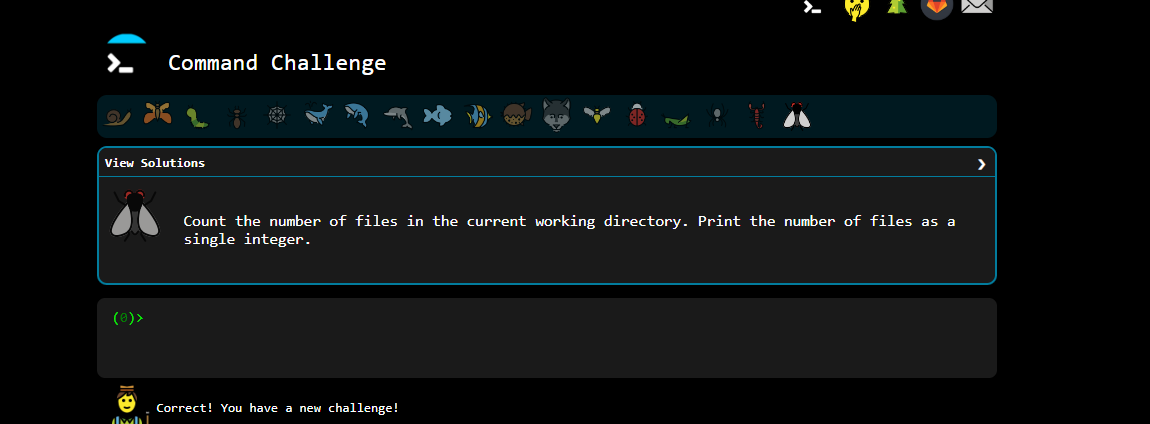 Command Challenge
View Solutions
Count the number of files in the current working directory. Print the number of files as a
single integer.
(0)>
Correct! You have a new challenge!